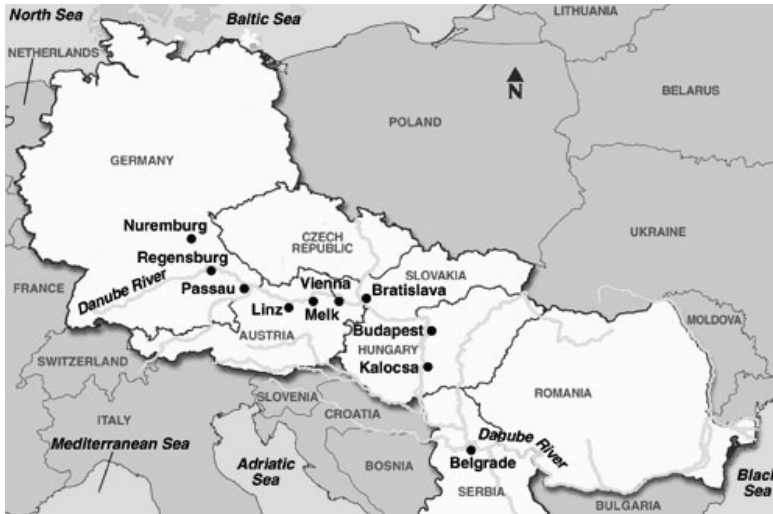 North Sea
Baltic Sea
LITHUANIA
NETHERLANDS
BELARUS
N
POLAND
GERMANY
Nuremburg
CZECH
REPUBLIC
UKRAINE
Regensburg
SLOVAKIA
FRANCE
Danube River
Passau
Vienna
Bratislava
Linz
Melk
MOLDOVA
AUSTRIA
Budapest
HUNGARY
SWITZERLAND
Kalocsa
ROMANIA
SLOVENIA
CROATIA
ITALY
Mediterranean Sea
Adriatic
Sea
Danube River
BOSNIA
Belgrade
Black
Sea
SERBIA
BULGARIA